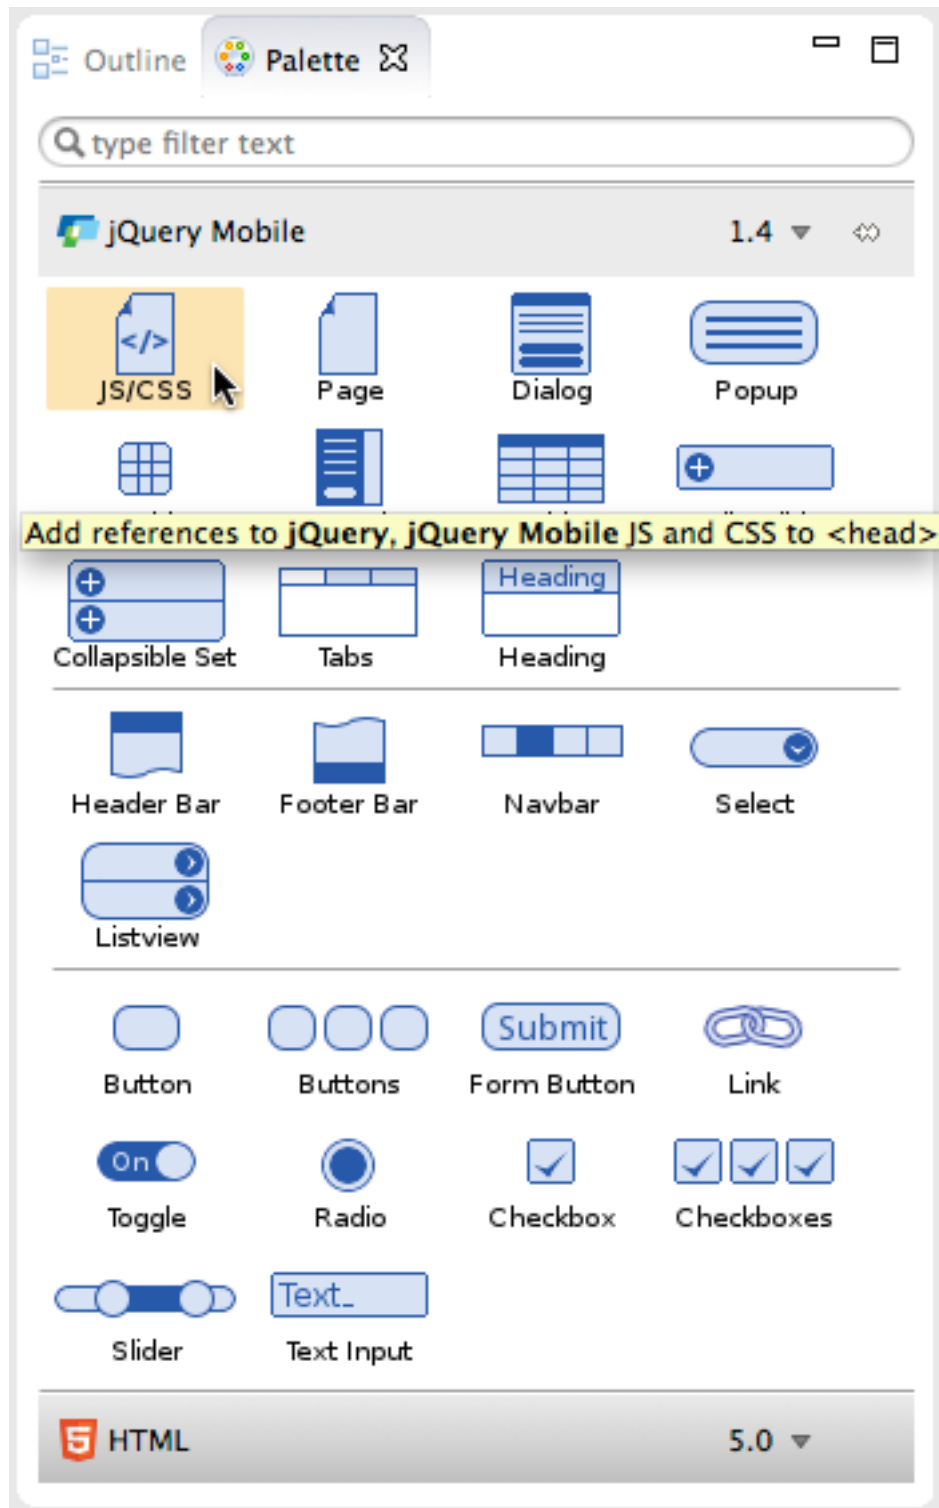 Outline Palette
type filter text
jQuery Mobile 1.4
</>
JS/CSS Page Dialog Popup
Add references to jQuery, jQuery Mobile JS and CSS to <head>
Heading
Collapsible Set Tabs Heading
Header Bar Footer Bar Navbar Select
Listview
Submit
Button Buttons Form Button Link
On
Toggle Radio Checkbox Checkboxes
Text_
Slider Text Input
5 HTML 5.0